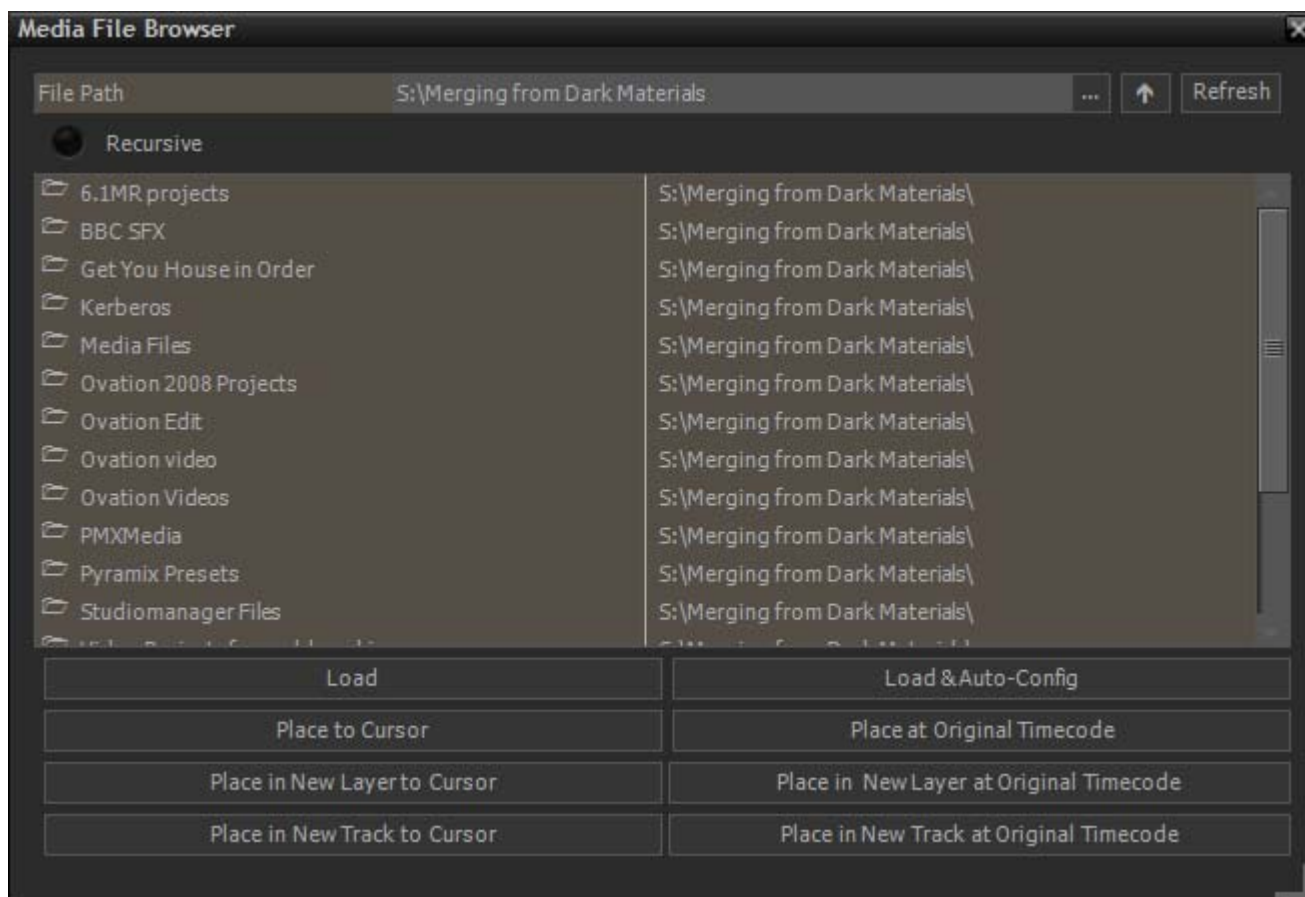 Media File Browser
File Path S:\Merging from Dark Materials ... Refresh
Recursive
6.1MR projects S:\Merging from Dark Materials\
BBC SFX S:\Merging from Dark Materials\
Get You House in Order S:\Merging from Dark Materials\
Kerberos S:\Merging from Dark Materials\
Media Files S:\Merging from Dark Materials\
Ovation 2008 Projects S:\Merging from Dark Materials\
Ovation Edit S:\Merging from Dark Materials\
Ovation video S:\Merging from Dark Materials\
Ovation Videos S:\Merging from Dark Materials\
PMXMedia S:\Merging from Dark Materials\
Pyramix Presets S:\Merging from Dark Materials\
Studiomanager Files S:\Merging from Dark Materials\
Load Load & Auto-Config
Place to Cursor Place at Original Timecode
Place in New Layer to Cursor Place in New Layer at Original Timecode
Place in New Track to Cursor Place in New Track at Original Timecode